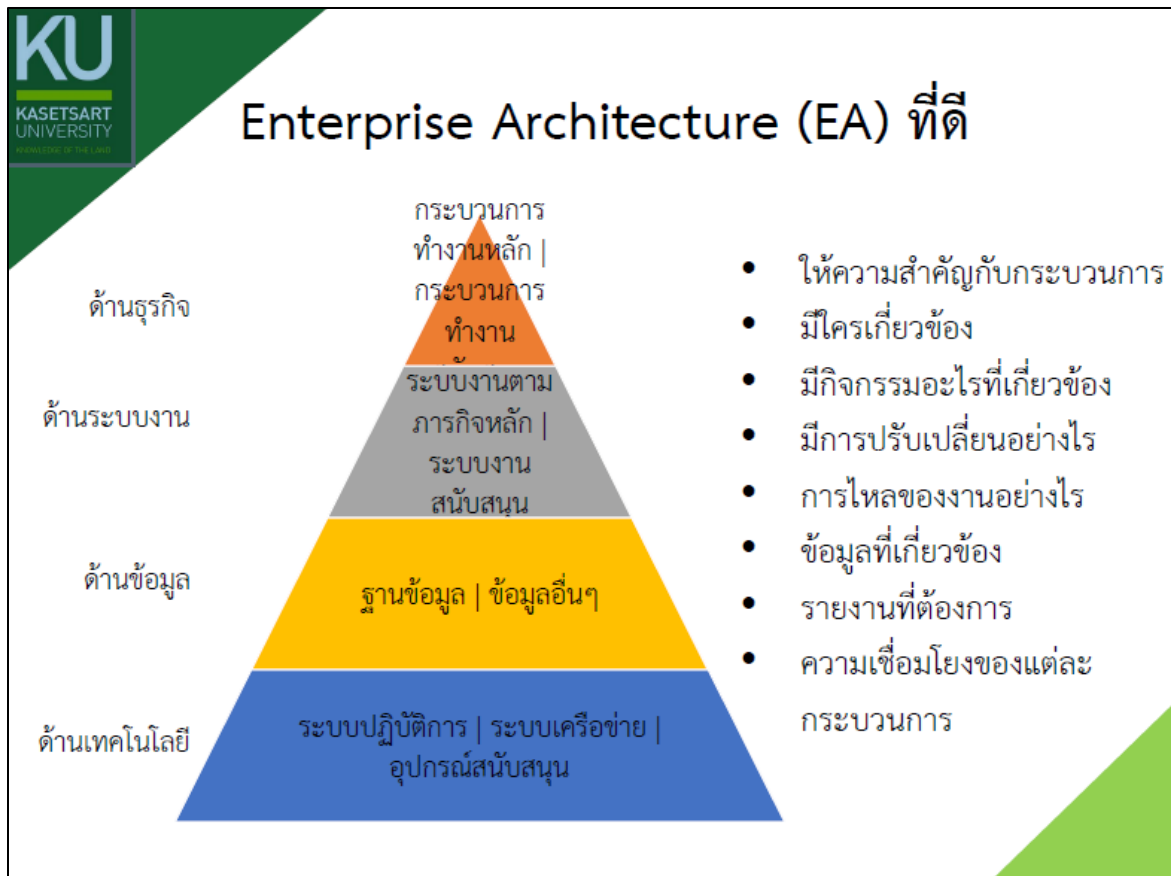 KU
KASETSART
UNIVERSITY
KNOWLEDGE OF THE LAND
Enterprise Architecture (EA) ที่ดี
ด้านธุรกิจ
กระบวนการ
ทำงานหลัก |
กระบวนการ
ทำงาน
ด้านระบบงาน
ระบบงานตาม
ภารกิจหลัก |
ระบบงาน
สนับสนุน
ด้านข้อมูล
ฐานข้อมูล | ข้อมูลอื่นๆ
ด้านเทคโนโลยี
ระบบปฏิบัติการ | ระบบเครือข่าย |
อุปกรณ์สนับสนุน
• ให้ความสำคัญกับกระบวนการ
• มีใครเกี่ยวข้อง
• มีกิจกรรมอะไรที่เกี่ยวข้อง
• มีการปรับเปลี่ยนอย่างไร
• การไหลของงานอย่างไร
• ข้อมูลที่เกี่ยวข้อง
• รายงานที่ต้องการ
• ความเชื่อมโยงของแต่ละ
กระบวนการ